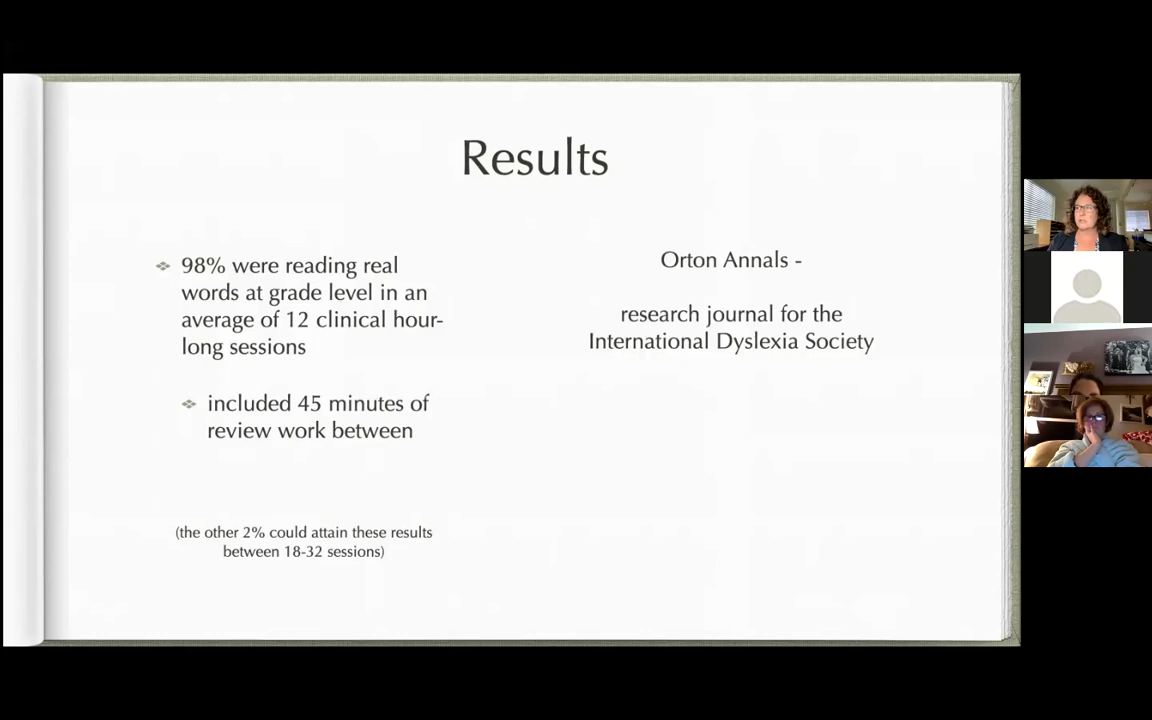 Results
98% were reading real
words at grade level in an
average of 12 clinical hour-
long sessions
included 45 minutes of
review work between
(the other 2% could attain these results
between 18-32 sessions)
Orton Annals -
research journal for the
International Dyslexia Society